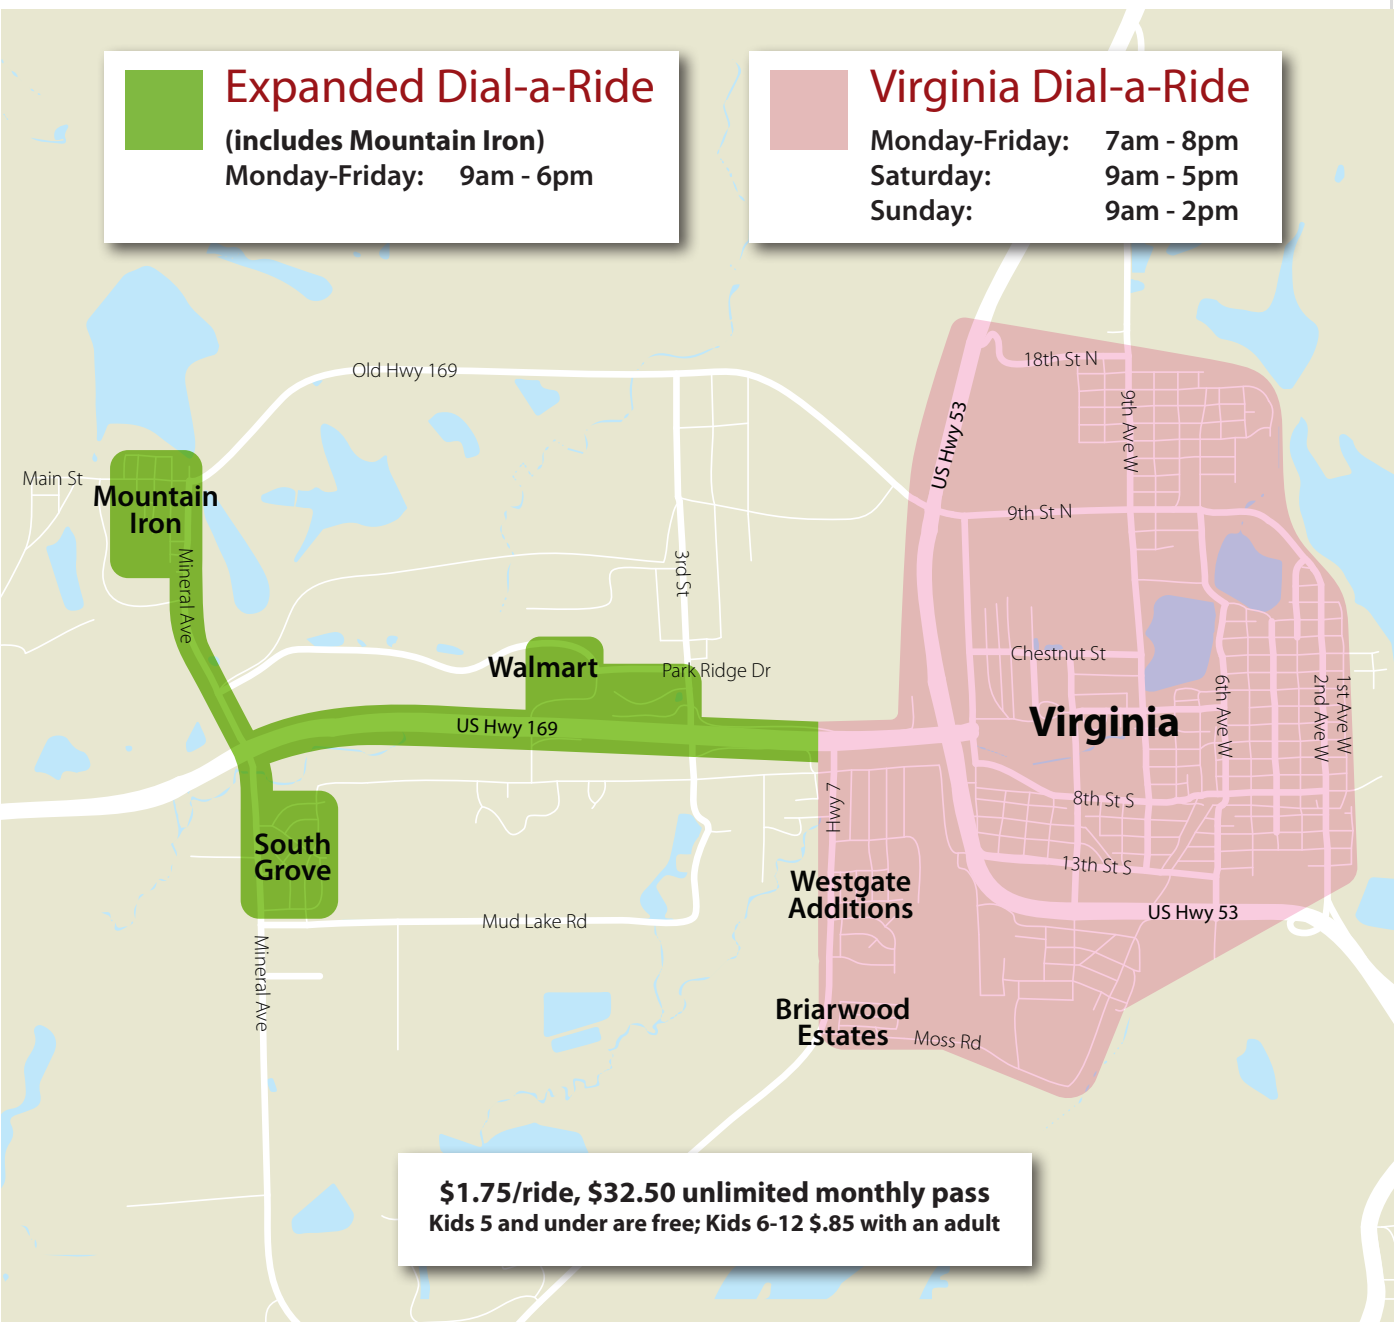 Expanded Dial-a-Ride
(includes Mountain Iron)
Monday-Friday: 9am - 6pm
Virginia Dial-a-Ride
Monday-Friday: 7am - 8pm
Saturday: 9am - 5pm
Sunday: 9am - 2pm
18th St N
Old Hwy 169
9th Ave W
US Hwy 53
Main St
Mountain
Iron
9th St N
Mineral Ave
3rd St
Chestnut St
Walmart
Park Ridge Dr
6th Ave W
2nd Ave W
1st Ave W
Virginia
US Hwy 169
Hwy 7
8th St S
South
Grove
13th St S
Westgate
Additions
US Hwy 53
Mud Lake Rd
Mineral Ave
Briarwood
Estates
Moss Rd
$1.75/ride, $32.50 unlimited monthly pass
Kids 5 and under are free; Kids 6-12 $.85 with an adult